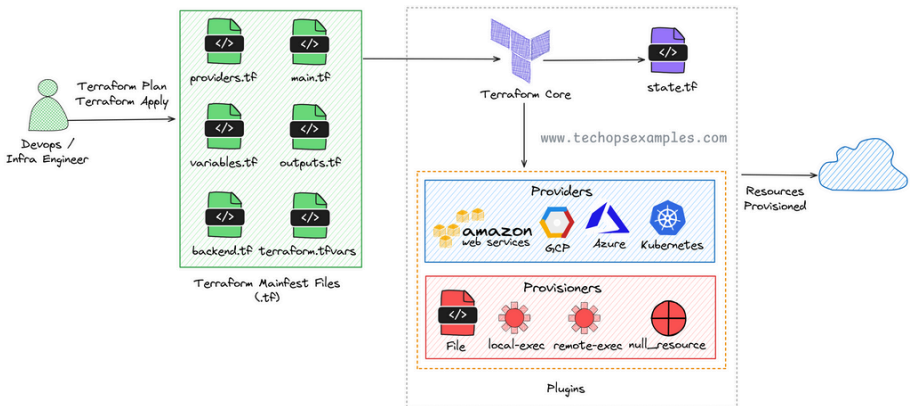 Terraform Plan
Terraform Apply
Devops /
Infra Engineer
</>
providers.tf
</>
main.tf
</>
variables.tf
</>
outputs.tf
</>
backend.tf
</>
terraform.tfvars
Terraform Mainfest Files
(.tf)
Terraform Core
</>
state.tf
www.techopsexamples.com
Providers
amazon
web services
GCP
Azure
Kubernetes
Provisioners
</>
File
local-exec
remote-exec
null_resource
Plugins
Resources
Provisioned